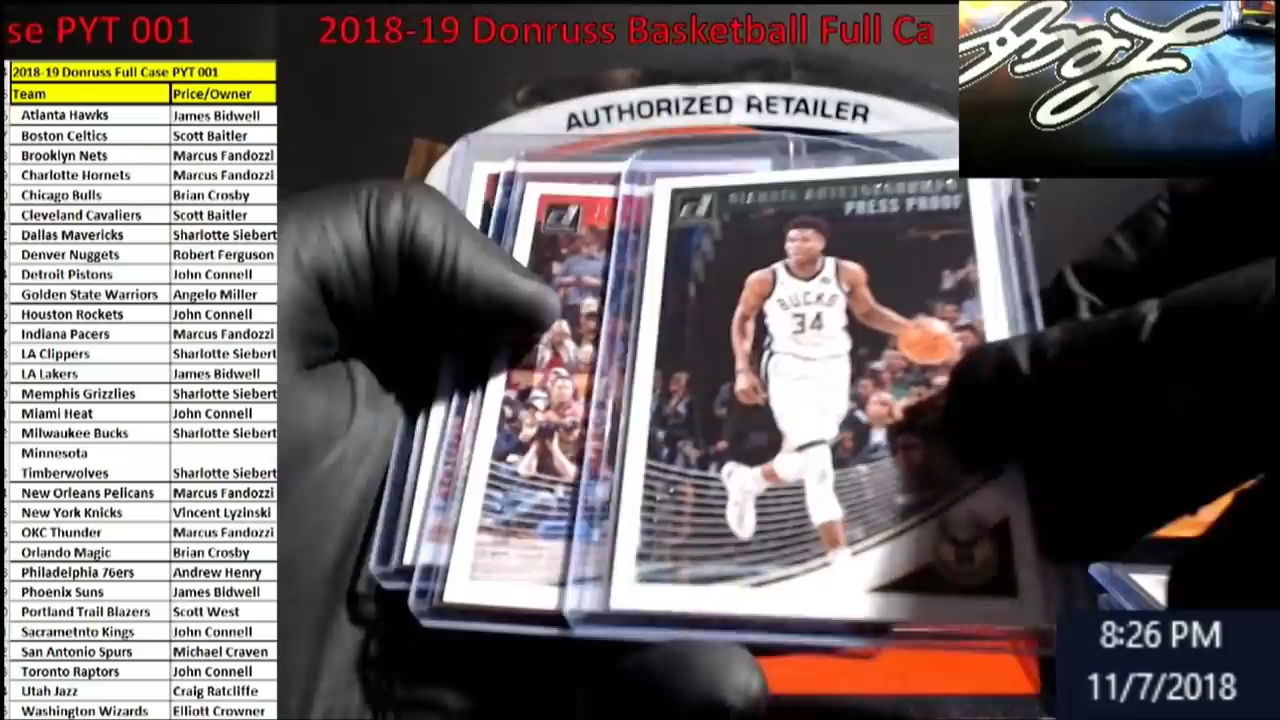 se PYT 001
2018-19 Donruss Basketball Full Ca
2018-19 Donruss Full Case PYT 001
Team Price/Owner
Atlanta Hawks James Bidwell
Boston Celtics Scott Baitler
Brooklyn Nets Marcus Fandozzi
Charlotte Hornets Marcus Fandozzi
Chicago Bulls Brian Crosby
Cleveland Cavaliers Scott Baitler
Dallas Mavericks Sharlotte Siebert
Denver Nuggets Robert Ferguson
Detroit Pistons John Connell
Golden State Warriors Angelo Miller
Houston Rockets John Connell
Indiana Pacers Marcus Fandozzi
LA Clippers Sharlotte Siebert
LA Lakers James Bidwell
Memphis Grizzlies Sharlotte Siebert
Miami Heat John Connell
Milwaukee Bucks Sharlotte Siebert
Minnesota
Timberwolves Sharlotte Siebert
New Orleans Pelicans Marcus Fandozzi
New York Knicks Vincent Lyzinski
OKC Thunder Marcus Fandozzi
Orlando Magic Brian Crosby
Philadelphia 76ers Andrew Henry
Phoenix Suns James Bidwell
Portland Trail Blazers Scott West
Sacrametnto Kings John Connell
San Antonio Spurs Michael Craven
Toronto Raptors John Connell
Utah Jazz Craig Ratcliffe
Washington Wizards Elliott Crowner
AUTHORIZED RETAILER
PRESS PROOF
BUCKS
34
8:26 PM
11/7/2018